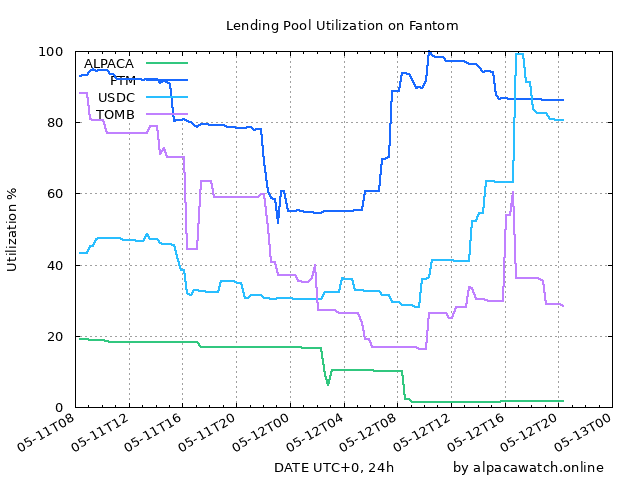 Lending Pool Utilization on Fantom
100
80
60
40
20
0
Utilization %
ALPACA
FTM
USDC
TOMB
05-11T08
05-11T12
05-11T16
05-11T20
05-12T00
05-12T04
05-12T08
05-12T12
05-12T16
05-12T20
05-13T00
DATE UTC+0, 24h
by alpacawatch.online